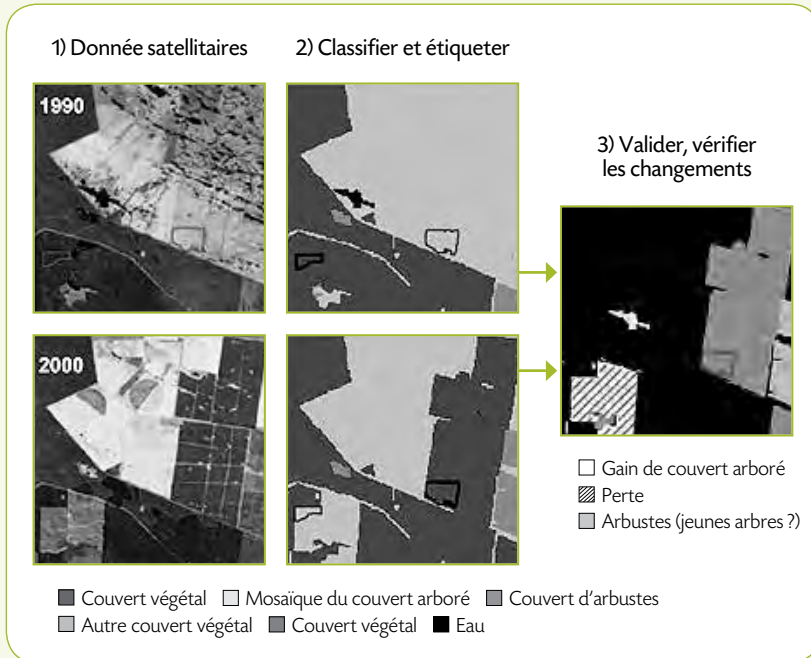 1) Donnée satellitaires
2) Classifier et étiqueter
1990
3) Valider, vérifier
les changements
2000
Gain de couvert arboré
Perte
Arbustes (jeunes arbres ?)
Couvert végétal
Mosaïque du couvert arboré
Couvert d'arbustes
Autre couvert végétal
Couvert végétal
Eau